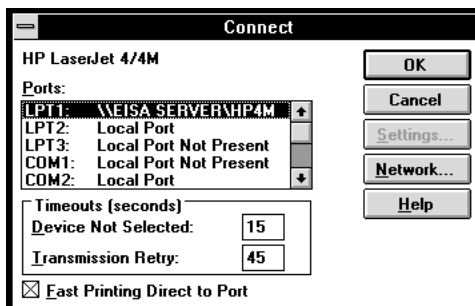 Connect
HP LaserJet 4/4M
Ports:
LPT1: \\EISA SERVER\HP4M
LPT2: Local Port
LPT3: Local Port Not Present
COM1: Local Port Not Present
COM2: Local Port
Timeouts (seconds)
Device Not Selected: 15
Transmission Retry: 45
Fast Printing Direct to Port
OK
Cancel
Settings...
Network...
Help